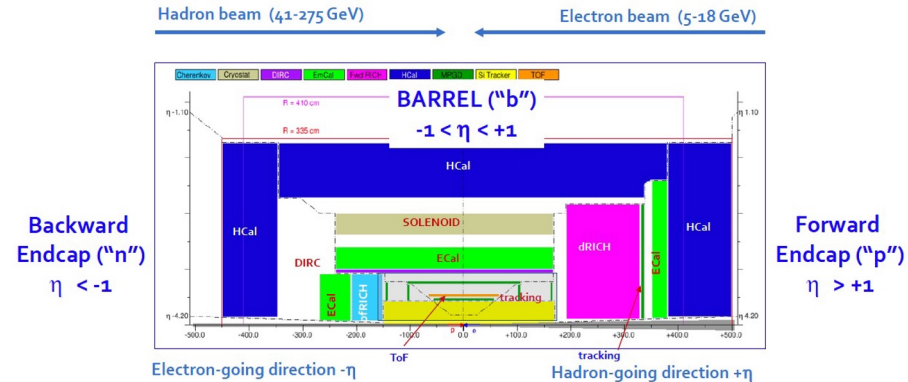 Hadron beam (41-275 GeV)
Electron beam (5-18 GeV)
Cherenkov Cryostat DIRC EmCal Fwd RICH HCal MPGD Si Tracker TOF
R = 410 cm
BARREL ("b")
η -1.10
η 1.10
R = 335 cm
-1 < η < +1
HCal
Backward
Endcap ("n")
η < -1
HCal
SOLENOID
HCal
Forward
Endcap ("p")
η > +1
dRICH
ECal
DIRC
ECal
ECal
pfRICH
tracking
η -4.20
η 4.20
-500.0 -400.0 -300.0 -200.0 -100.0 0.0 +100.0 +200.0 +300.0 +400.0 +500.0
p e
ToF
tracking
Electron-going direction -η
Hadron-going direction +η